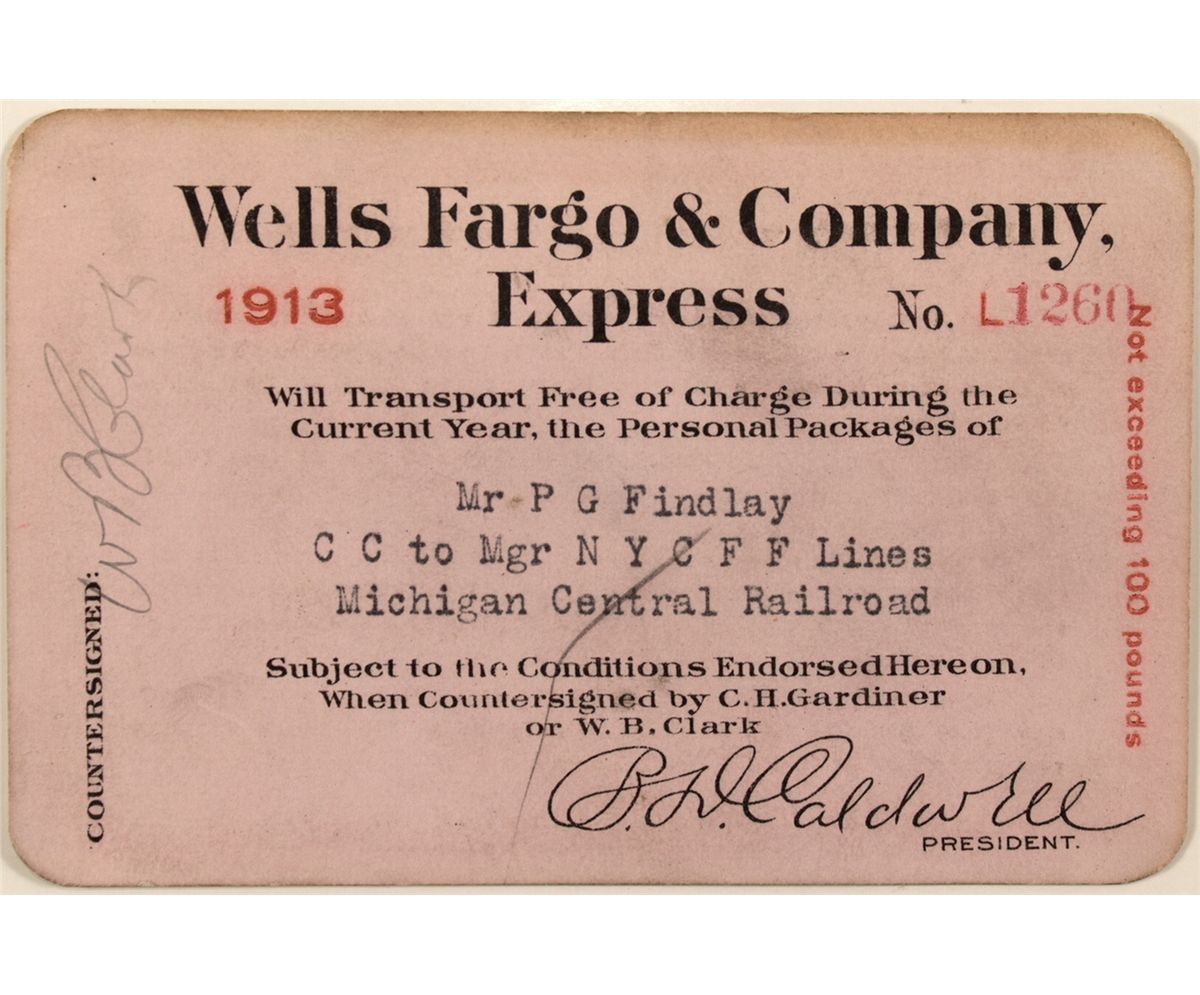 Wells Fargo & Company,
Express
1913
No. L1260
Will Transport Free of Charge During the
Current Year, the Personal Packages of
Mr P G Findlay
C C to Mgr N Y C F F Lines
Michigan Central Railroad
Subject to the Conditions Endorsed Hereon,
When Countersigned by C.H.Gardiner
or W. B. Clark
B. D. Caldwell
PRESIDENT.
COUNTERSIGNED:
W B Clark
Not exceeding 100 pounds